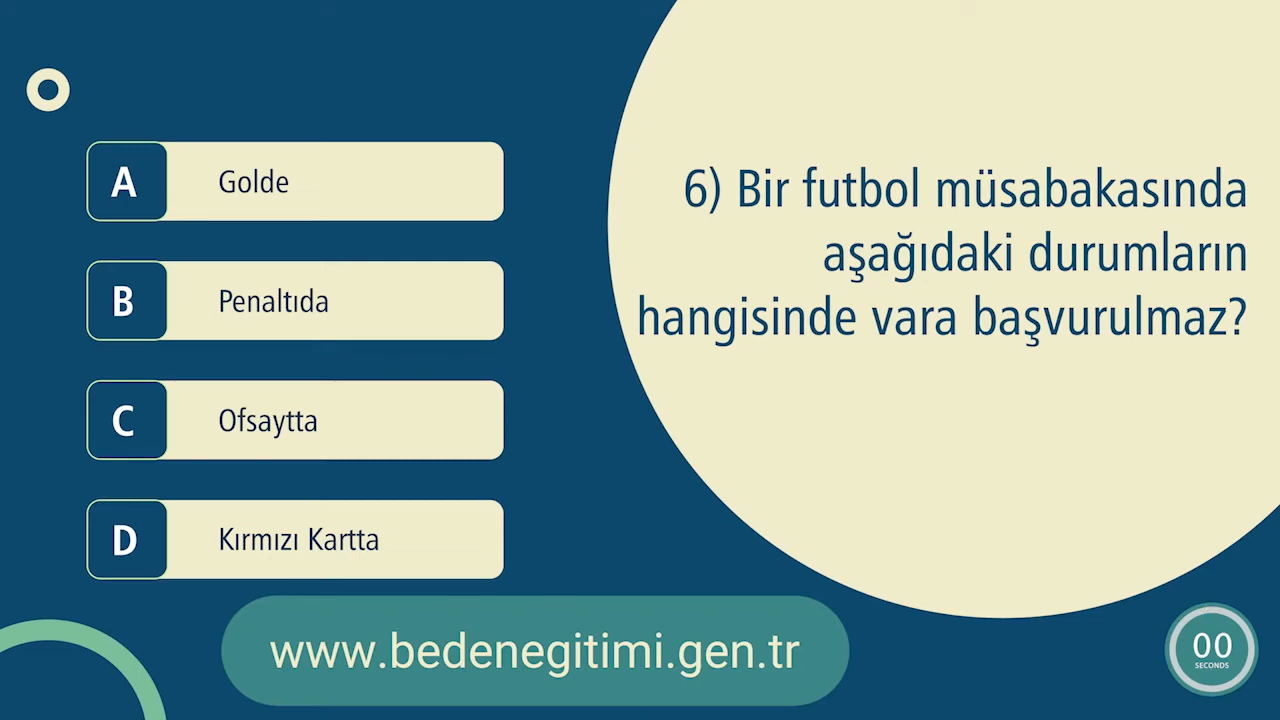 6) Bir futbol müsabakasında
aşağıdaki durumların
hangisinde vara başvurulmaz?
A Golde
B Penaltıda
C Ofsaytta
D Kırmızı Kartta
www.bedenegitimi.gen.tr
00
SECONDS